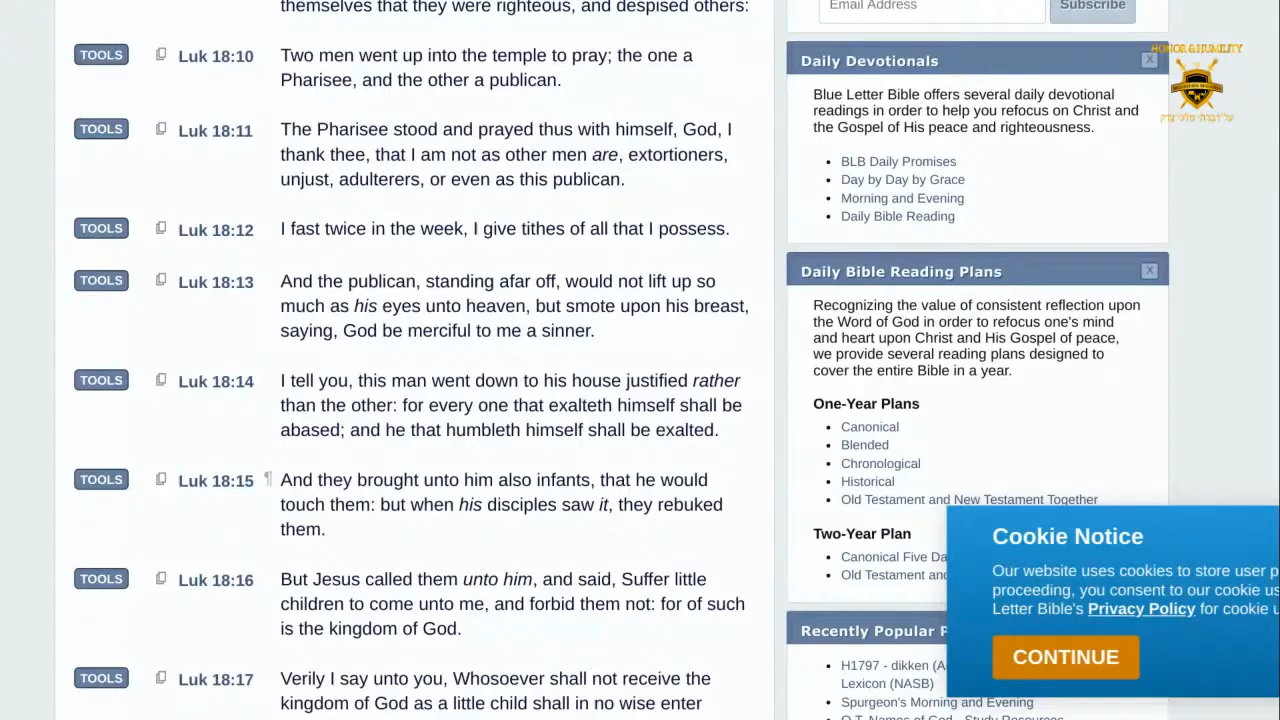 themselves that they were righteous, and despised others:
TOOLS
Luk 18:10
Two men went up into the temple to pray; the one a
Pharisee, and the other a publican.
TOOLS
Luk 18:11
The Pharisee stood and prayed thus with himself, God, I
thank thee, that I am not as other men are, extortioners,
unjust, adulterers, or even as this publican.
TOOLS
Luk 18:12
I fast twice in the week, I give tithes of all that I possess.
TOOLS
Luk 18:13
And the publican, standing afar off, would not lift up so
much as his eyes unto heaven, but smote upon his breast,
saying, God be merciful to me a sinner.
TOOLS
Luk 18:14
I tell you, this man went down to his house justified rather
than the other: for every one that exalteth himself shall be
abased; and he that humbleth himself shall be exalted.
TOOLS
Luk 18:15 ¶
And they brought unto him also infants, that he would
touch them: but when his disciples saw it, they rebuked
them.
TOOLS
Luk 18:16
But Jesus called them unto him, and said, Suffer little
children to come unto me, and forbid them not: for of such
is the kingdom of God.
TOOLS
Luk 18:17
Verily I say unto you, Whosoever shall not receive the
kingdom of God as a little child shall in no wise enter
Email Address
Subscribe
HONOR & HUMILITY
Daily Devotionals
X
Blue Letter Bible offers several daily devotional
readings in order to help you refocus on Christ and
the Gospel of His peace and righteousness.
• BLB Daily Promises
• Day by Day by Grace
• Morning and Evening
• Daily Bible Reading
Daily Bible Reading Plans
X
Recognizing the value of consistent reflection upon
the Word of God in order to refocus one's mind
and heart upon Christ and His Gospel of peace,
we provide several reading plans designed to
cover the entire Bible in a year.
One-Year Plans
• Canonical
• Blended
• Chronological
• Historical
• Old Testament and New Testament Together
Two-Year Plan
• Canonical Five Da
• Old Testament and
Recently Popular P
• H1797 - dikken (A
Lexicon (NASB)
• Spurgeon's Morning and Evening
• O.T. Names of God - Study Resources
Cookie Notice
Our website uses cookies to store user p
proceeding, you consent to our cookie us
Letter Bible's Privacy Policy for cookie u
CONTINUE